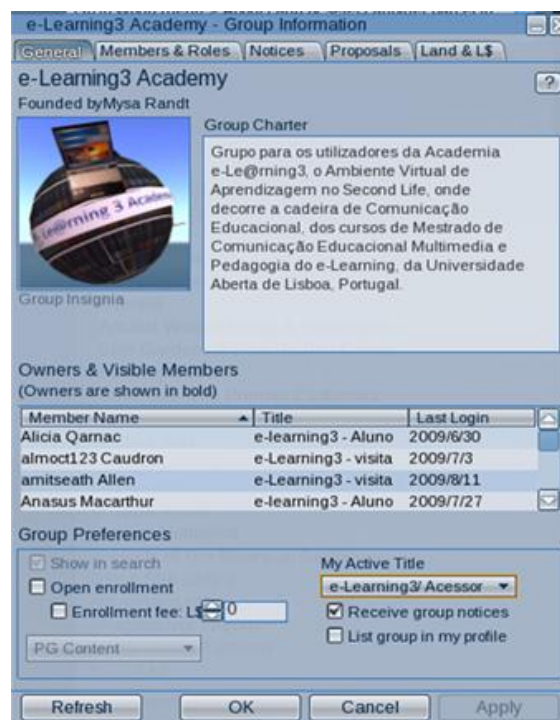 e-Learning3 Academy - Group Information
General Members & Roles Notices Proposals Land & L$
e-Learning3 Academy
?
Founded byMysa Randt
Group Charter
Grupo para os utilizadores da Academia
e-Le@rning3, o Ambiente Virtual de
Aprendizagem no Second Life, onde
decorre a cadeira de Comunicação
Educacional, dos cursos de Mestrado de
Comunicação Educacional Multimedia e
Pedagogia do e-Learning, da Universidade
Aberta de Lisboa, Portugal.
Le@rning 3 Academ
Group Insignia
Owners & Visible Members
(Owners are shown in bold)
Member Name Title Last Login
Alicia Qarnac e-learning3 - Aluno 2009/6/30
almoct123 Caudron e-Learning3 - visita 2009/7/3
amitseath Allen e-Learning3 - visita 2009/8/11
Anasus Macarthur e-learning3 - Aluno 2009/7/27
Group Preferences
Show in search
My Active Title
Open enrollment
e-Learning3/ Acessor
Enrollment fee: L$ 0
Receive group notices
List group in my profile
PG Content
Refresh OK Cancel Apply